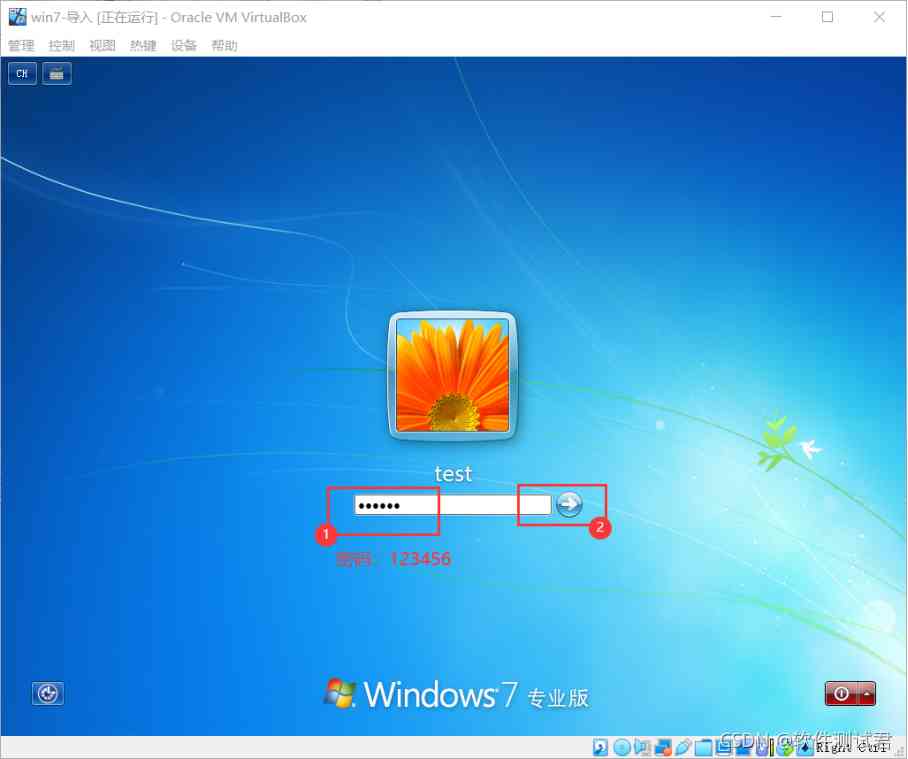 win7-导入 [正在运行] - Oracle VM VirtualBox
管理 控制 视图 热键 设备 帮助
CH
test
••••••
1
2
密码：123456
Windows 7 专业版
CSDN @软件测试君
Right Ctrl